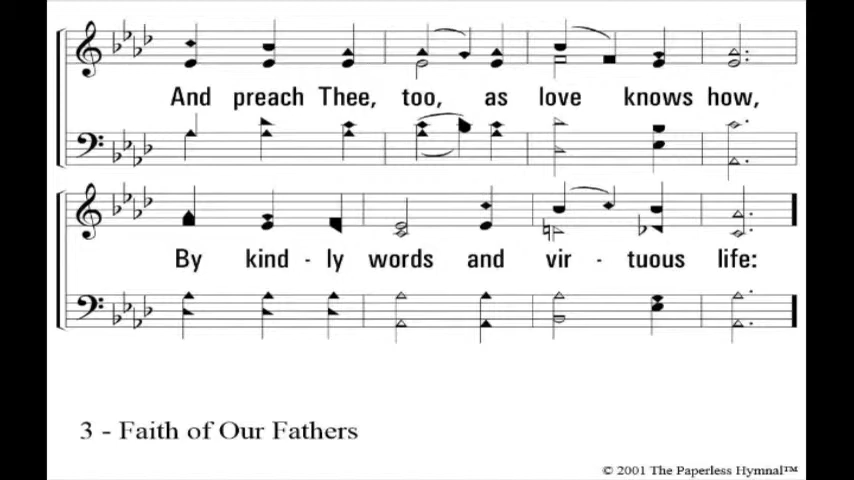 And preach Thee, too, as love knows how,
By kind - ly words and vir - tuous life:
3 - Faith of Our Fathers
© 2001 The Paperless Hymnal™